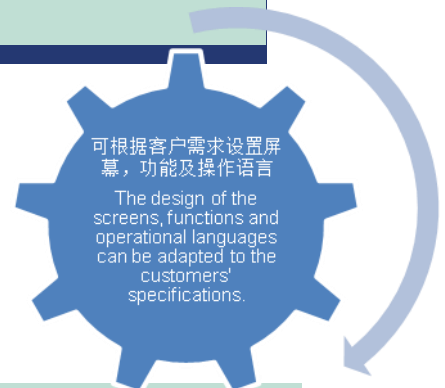 可根据客户需求设置屏
幕，功能及操作语言
The design of the
screens, functions and
operational languages
can be adapted to the
customers'
specifications.